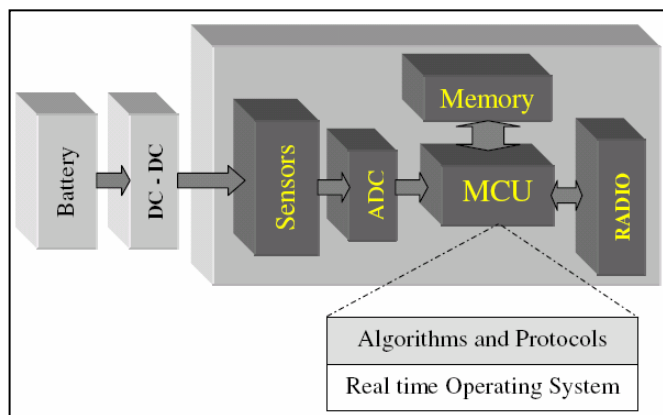 Battery
DC - DC
Sensors
ADC
Memory
MCU
RADIO
Algorithms and Protocols
Real time Operating System